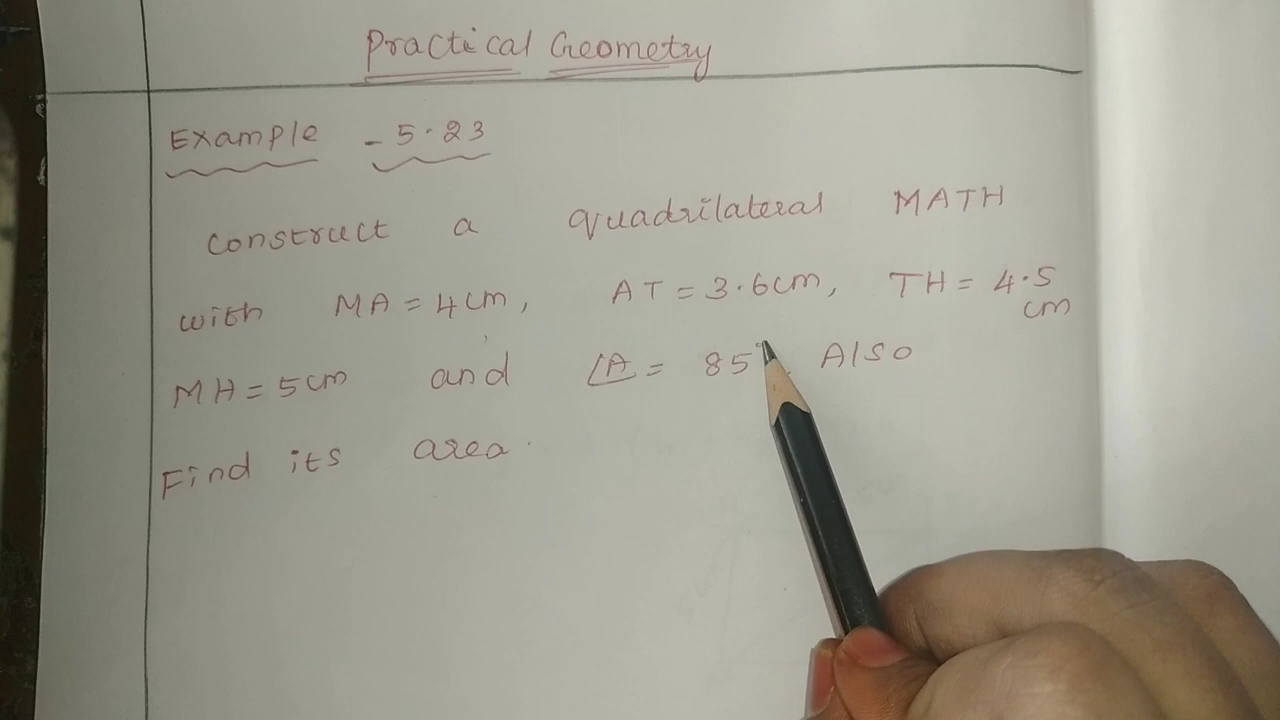 Practical Geometry
Example - 5.23
construct a quadrilateral MATH
with MA = 4cm, AT = 3.6cm, TH = 4.5 cm
MH = 5cm and ∠A = 85°. Also
Find its area.